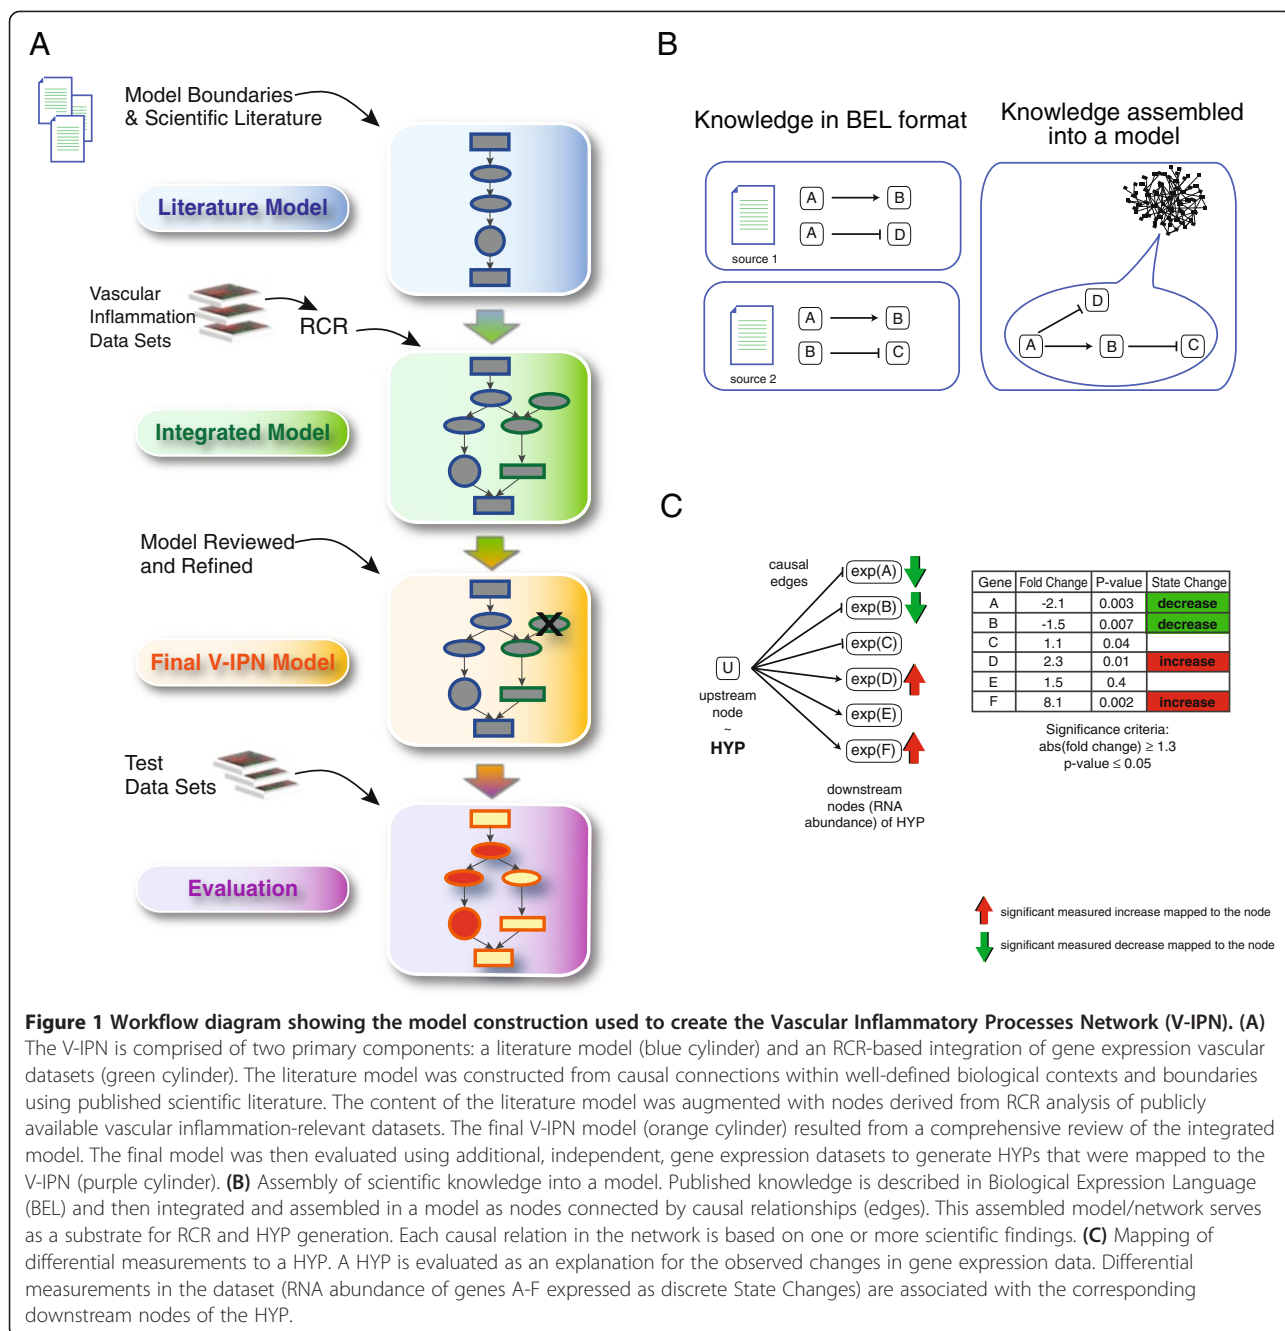 A
Model Boundaries
& Scientific Literature
Literature Model
Vascular
Inflammation
Data Sets
RCR
Integrated Model
Model Reviewed
and Refined
Final V-IPN Model
X
Test
Data Sets
Evaluation
B
Knowledge in BEL format
Knowledge assembled
into a model
A B
A D
source 1
A B
B C
source 2
D
A B C
C
causal
edges
U
upstream
node
~
HYP
exp(A)
exp(B)
exp(C)
exp(D)
exp(E)
exp(F)
downstream
nodes (RNA
abundance) of HYP
Gene Fold Change P-value State Change
A -2.1 0.003 decrease
B -1.5 0.007 decrease
C 1.1 0.04
D 2.3 0.01 increase
E 1.5 0.4
F 8.1 0.002 increase
Significance criteria:
abs(fold change) ≥ 1.3
p-value ≤ 0.05
significant measured increase mapped to the node
significant measured decrease mapped to the node
Figure 1 Workflow diagram showing the model construction used to create the Vascular Inflammatory Processes Network (V-IPN). (A)
The V-IPN is comprised of two primary components: a literature model (blue cylinder) and an RCR-based integration of gene expression vascular
datasets (green cylinder). The literature model was constructed from causal connections within well-defined biological contexts and boundaries
using published scientific literature. The content of the literature model was augmented with nodes derived from RCR analysis of publicly
available vascular inflammation-relevant datasets. The final V-IPN model (orange cylinder) resulted from a comprehensive review of the integrated
model. The final model was then evaluated using additional, independent, gene expression datasets to generate HYPs that were mapped to the
V-IPN (purple cylinder). (B) Assembly of scientific knowledge into a model. Published knowledge is described in Biological Expression Language
(BEL) and then integrated and assembled in a model as nodes connected by causal relationships (edges). This assembled model/network serves
as a substrate for RCR and HYP generation. Each causal relation in the network is based on one or more scientific findings. (C) Mapping of
differential measurements to a HYP. A HYP is evaluated as an explanation for the observed changes in gene expression data. Differential
measurements in the dataset (RNA abundance of genes A-F expressed as discrete State Changes) are associated with the corresponding
downstream nodes of the HYP.